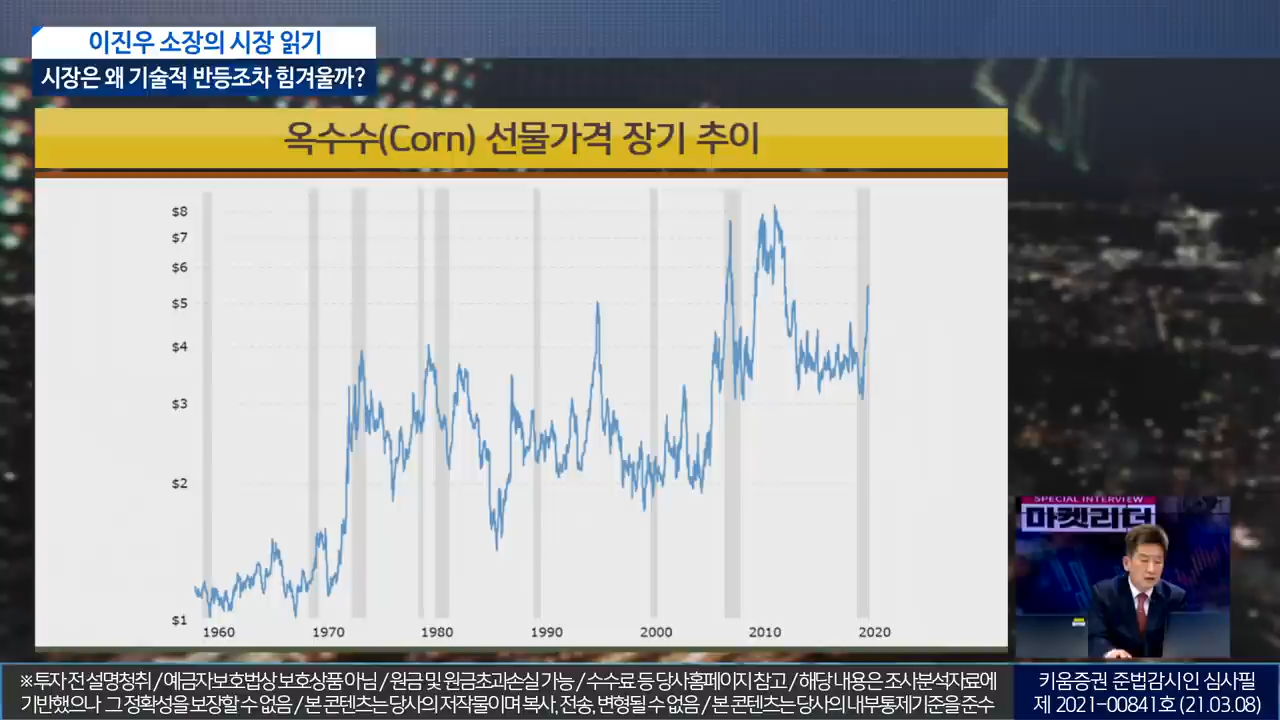 이진우 소장의 시장 읽기
시장은 왜 기술적 반등조차 힘겨울까?
옥수수(Corn) 선물가격 장기 추이
$8
$7
$6
$5
$4
$3
$2
$1
1960 1970 1980 1990 2000 2010 2020
SPECIAL INTERVIEW
마켓리더
※투자 전 설명청취 / 예금자보호법상 보호상품 아님 / 원금 및 원금초과손실 가능 / 수수료 등 당사홈페이지 참고 / 해당 내용은 조사분석자료에
기반했으나 그 정확성을 보장할 수 없음 / 본 콘텐츠는 당사의 저작물이며 복사, 전송, 변형될 수 없음 / 본 콘텐츠는 당사의 내부통제기준을 준수
키움증권 준법감시인 심사필
제 2021-00841호 (21.03.08)